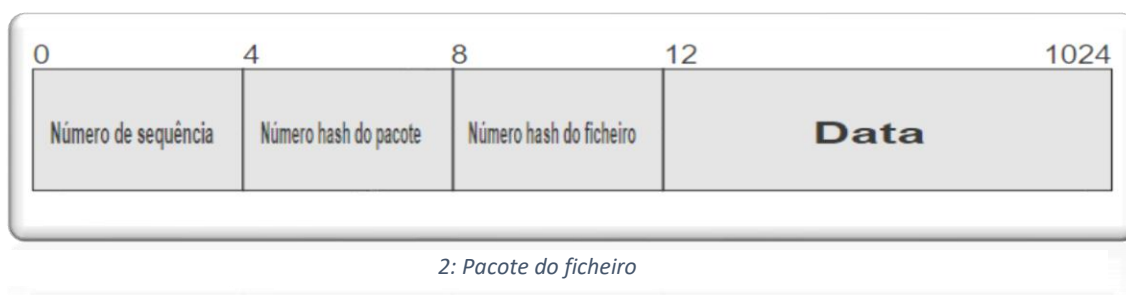 0 4 8 12 1024
Número de sequência Número hash do pacote Número hash do ficheiro Data
2: Pacote do ficheiro